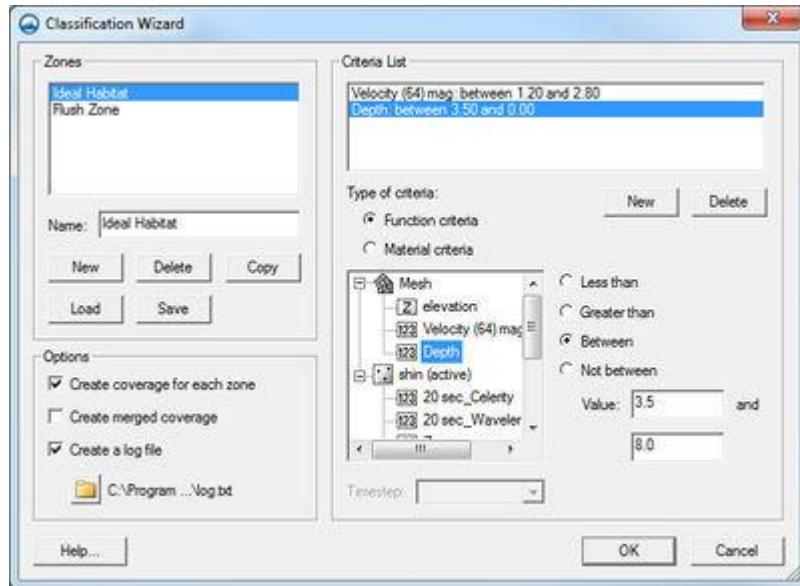 Classification Wizard
Zones
Ideal Habitat
Flush Zone
Name: Ideal Habitat
New Delete Copy
Load Save
Options
Create coverage for each zone
Create merged coverage
Create a log file
C:\Program ...\log.txt
Help...
Criteria List
Velocity (64) mag: between 1.20 and 2.80
Depth: between 3.50 and 0.00
Type of criteria:
New Delete
Function criteria
Material criteria
Mesh
elevation
Velocity (64) mag
Depth
shin (active)
20 sec_Celerity
20 sec_Waveler
Less than
Greater than
Between
Not between
Value: 3.5 and
8.0
Timestep:
OK Cancel